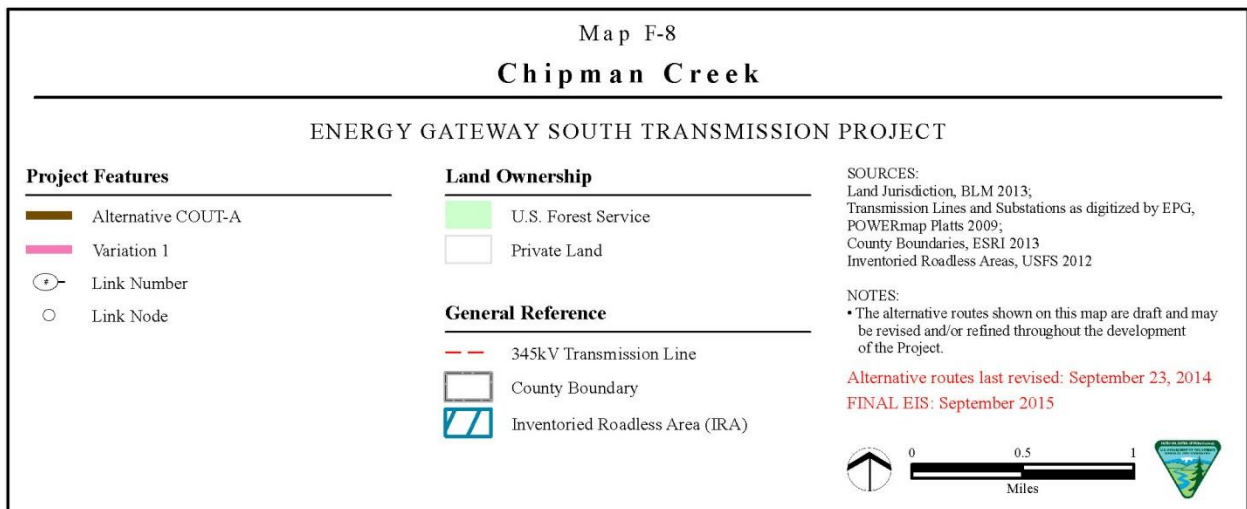 Map F-8
Chipman Creek
ENERGY GATEWAY SOUTH TRANSMISSION PROJECT
Project Features
Alternative COUT-A
Variation 1
#
Link Number
Link Node
Land Ownership
U.S. Forest Service
Private Land
General Reference
345kV Transmission Line
County Boundary
Inventoried Roadless Area (IRA)
SOURCES:
Land Jurisdiction, BLM 2013;
Transmission Lines and Substations as digitized by EPG,
POWERmap Platts 2009;
County Boundaries, ESRI 2013
Inventoried Roadless Areas, USFS 2012
NOTES:
• The alternative routes shown on this map are draft and may
be revised and/or refined throughout the development
of the Project.
Alternative routes last revised: September 23, 2014
FINAL EIS: September 2015
0 0.5 1
Miles